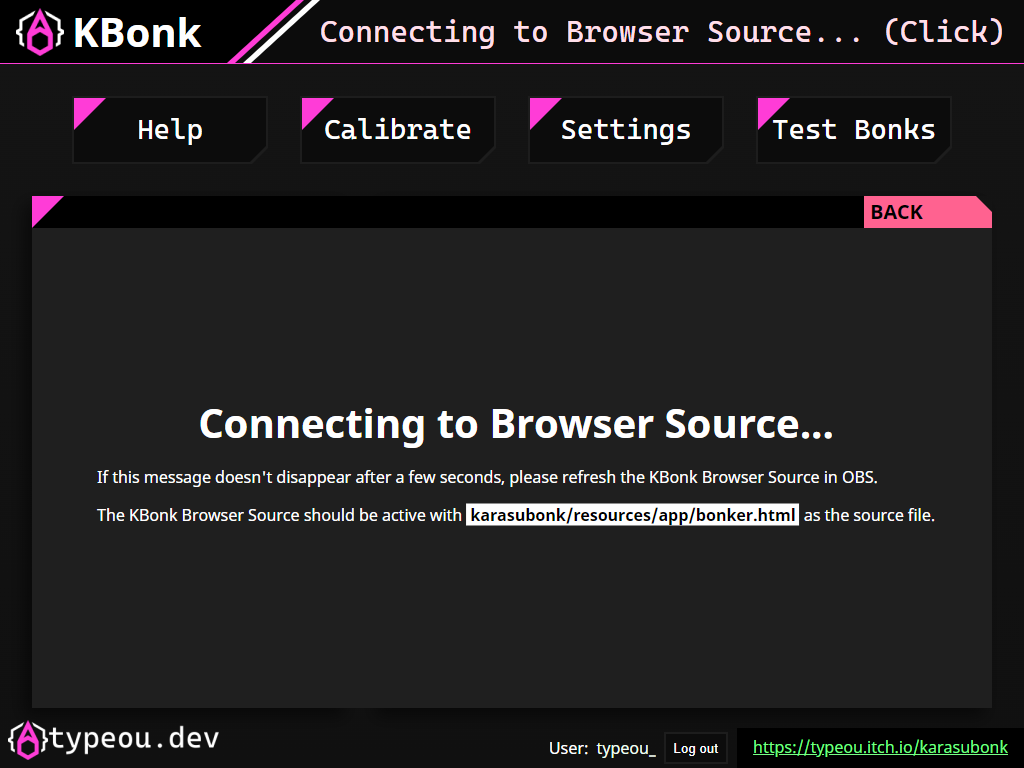 KBonk
Connecting to Browser Source... (Click)
Help
Calibrate
Settings
Test Bonks
BACK
Connecting to Browser Source...
If this message doesn't disappear after a few seconds, please refresh the KBonk Browser Source in OBS.
The KBonk Browser Source should be active with karasubonk/resources/app/bonker.html as the source file.
typeou.dev
User: typeou_
Log out
https://typeou.itch.io/karasubonk